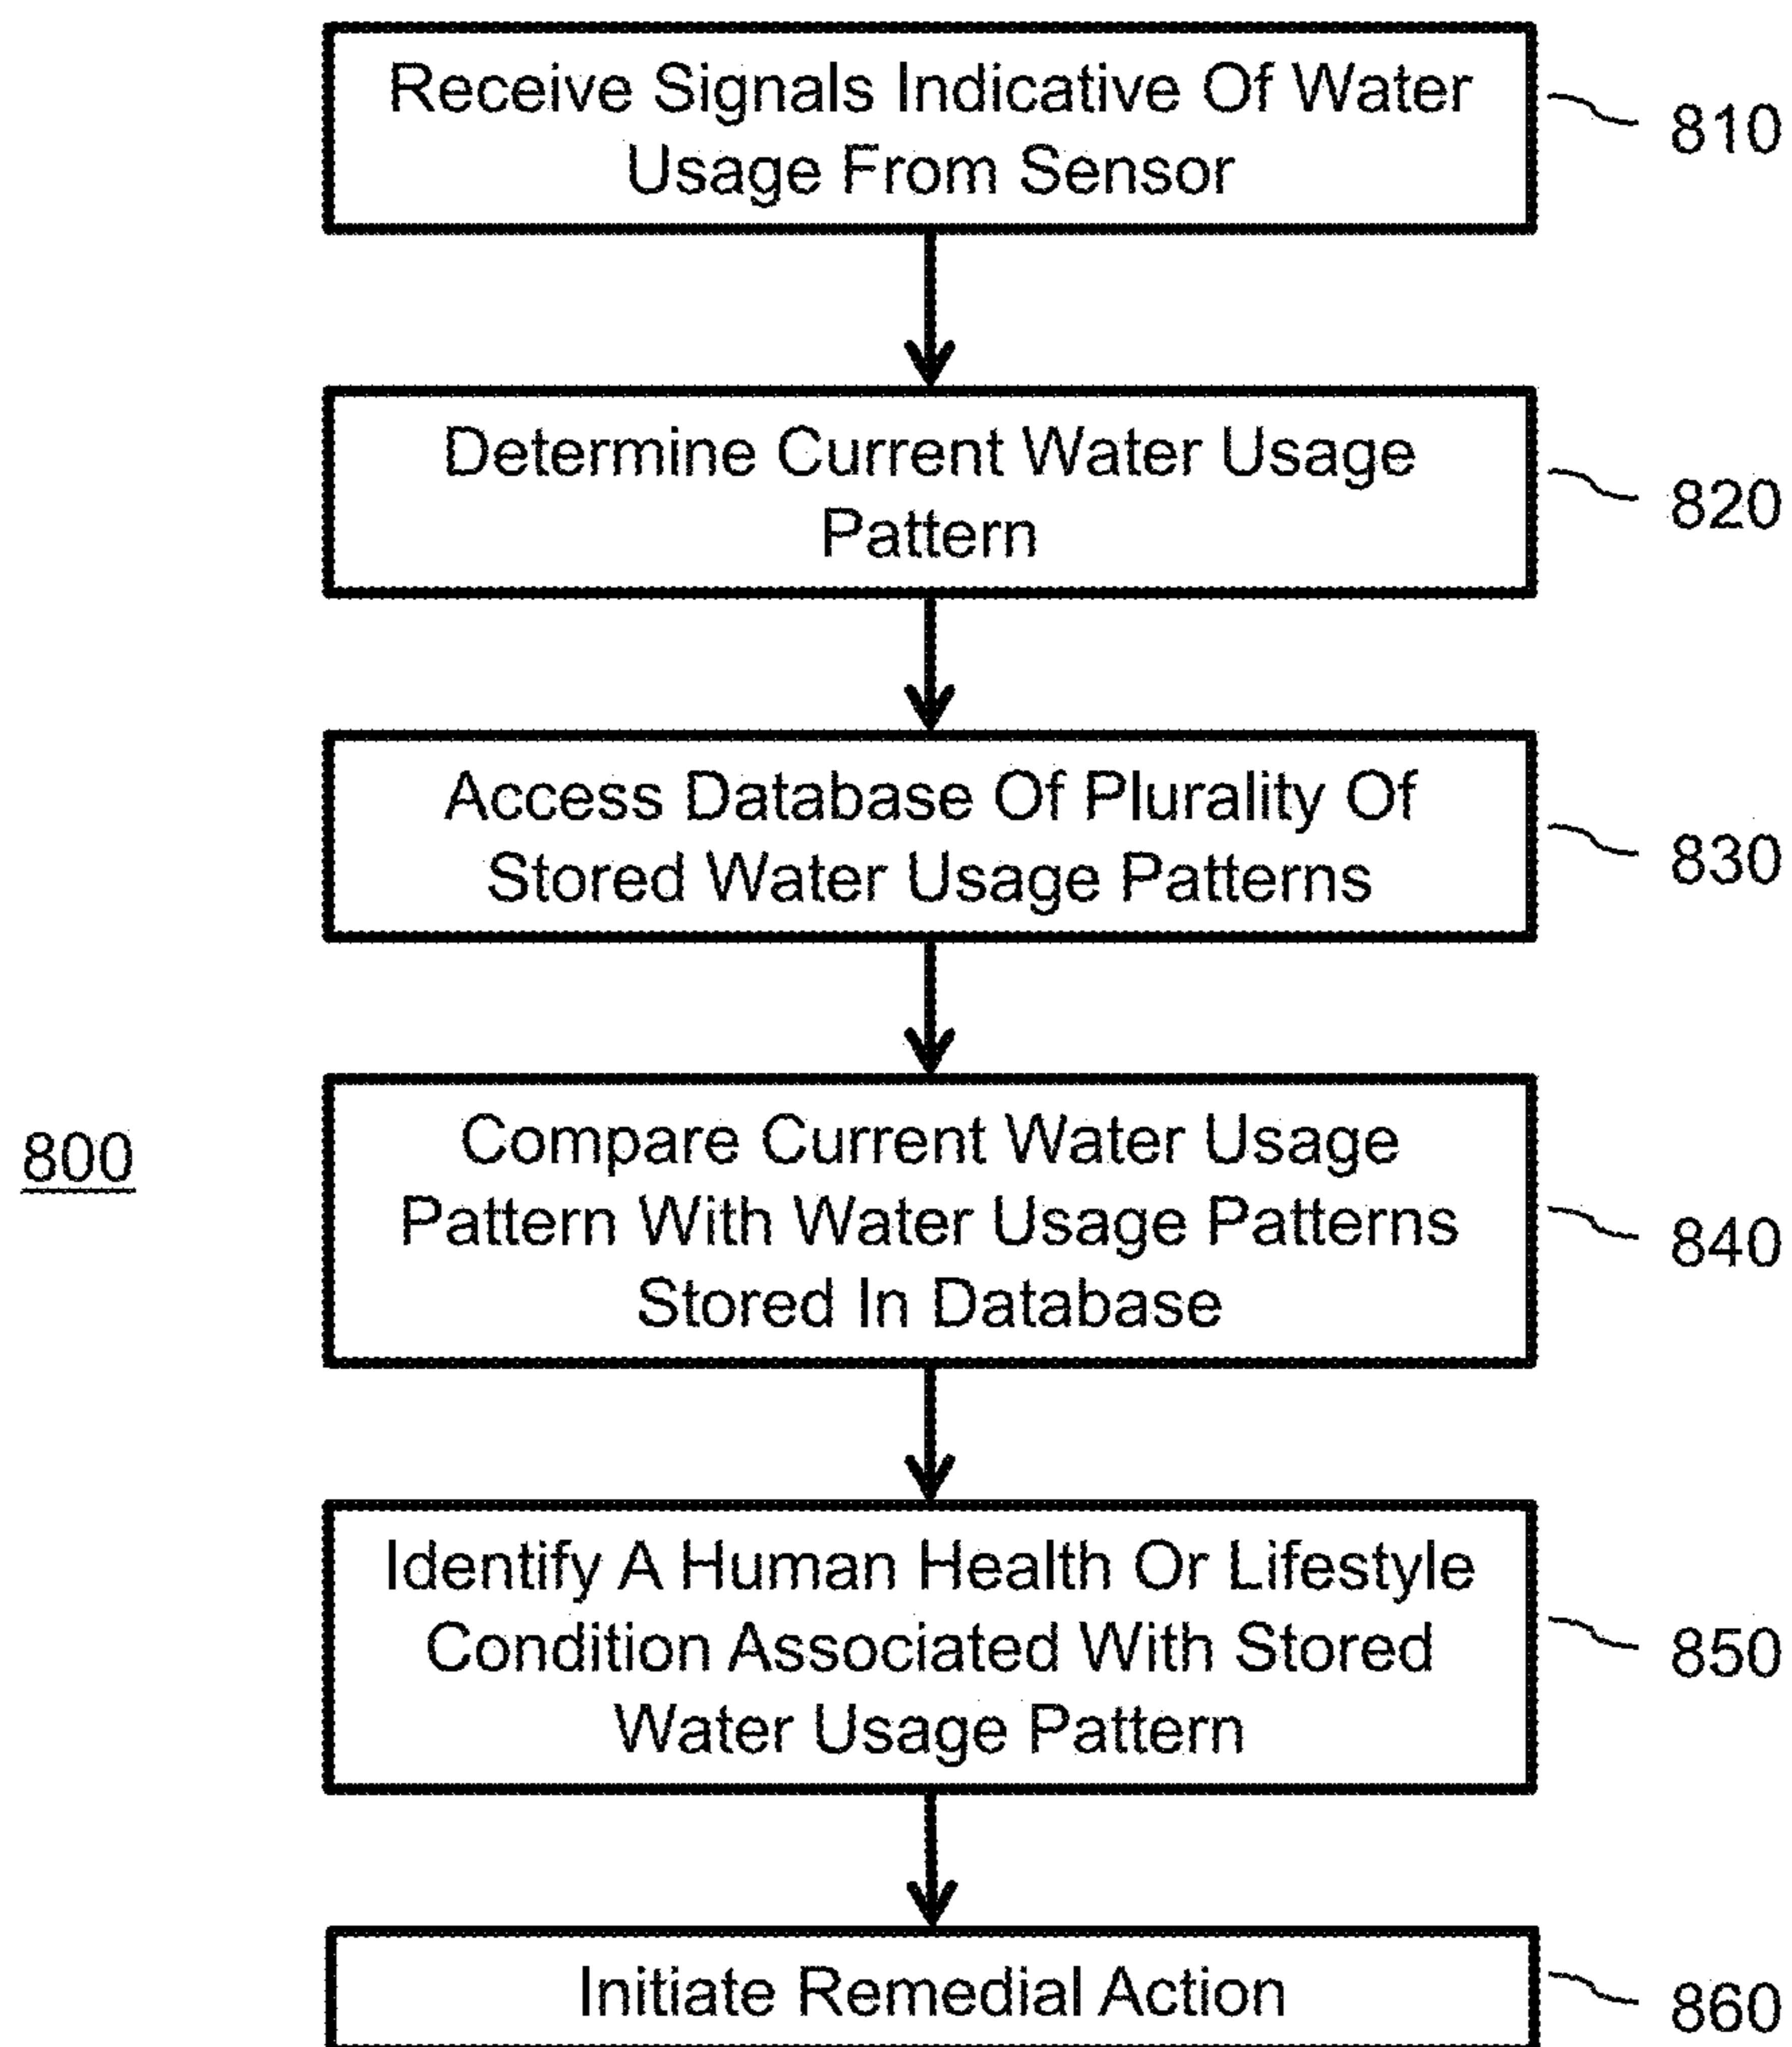 Receive Signals Indicative Of Water
Usage From Sensor
810
Determine Current Water Usage
Pattern
820
Access Database Of Plurality Of
Stored Water Usage Patterns
830
800
Compare Current Water Usage
Pattern With Water Usage Patterns
Stored In Database
840
Identify A Human Health Or Lifestyle
Condition Associated With Stored
Water Usage Pattern
850
Initiate Remedial Action
860